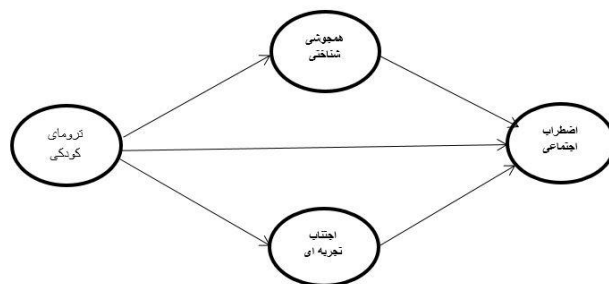 همجوشی
شناختی
ترومای
کودکی
اضطراب
اجتماعی
اجتناب
تجربه ای